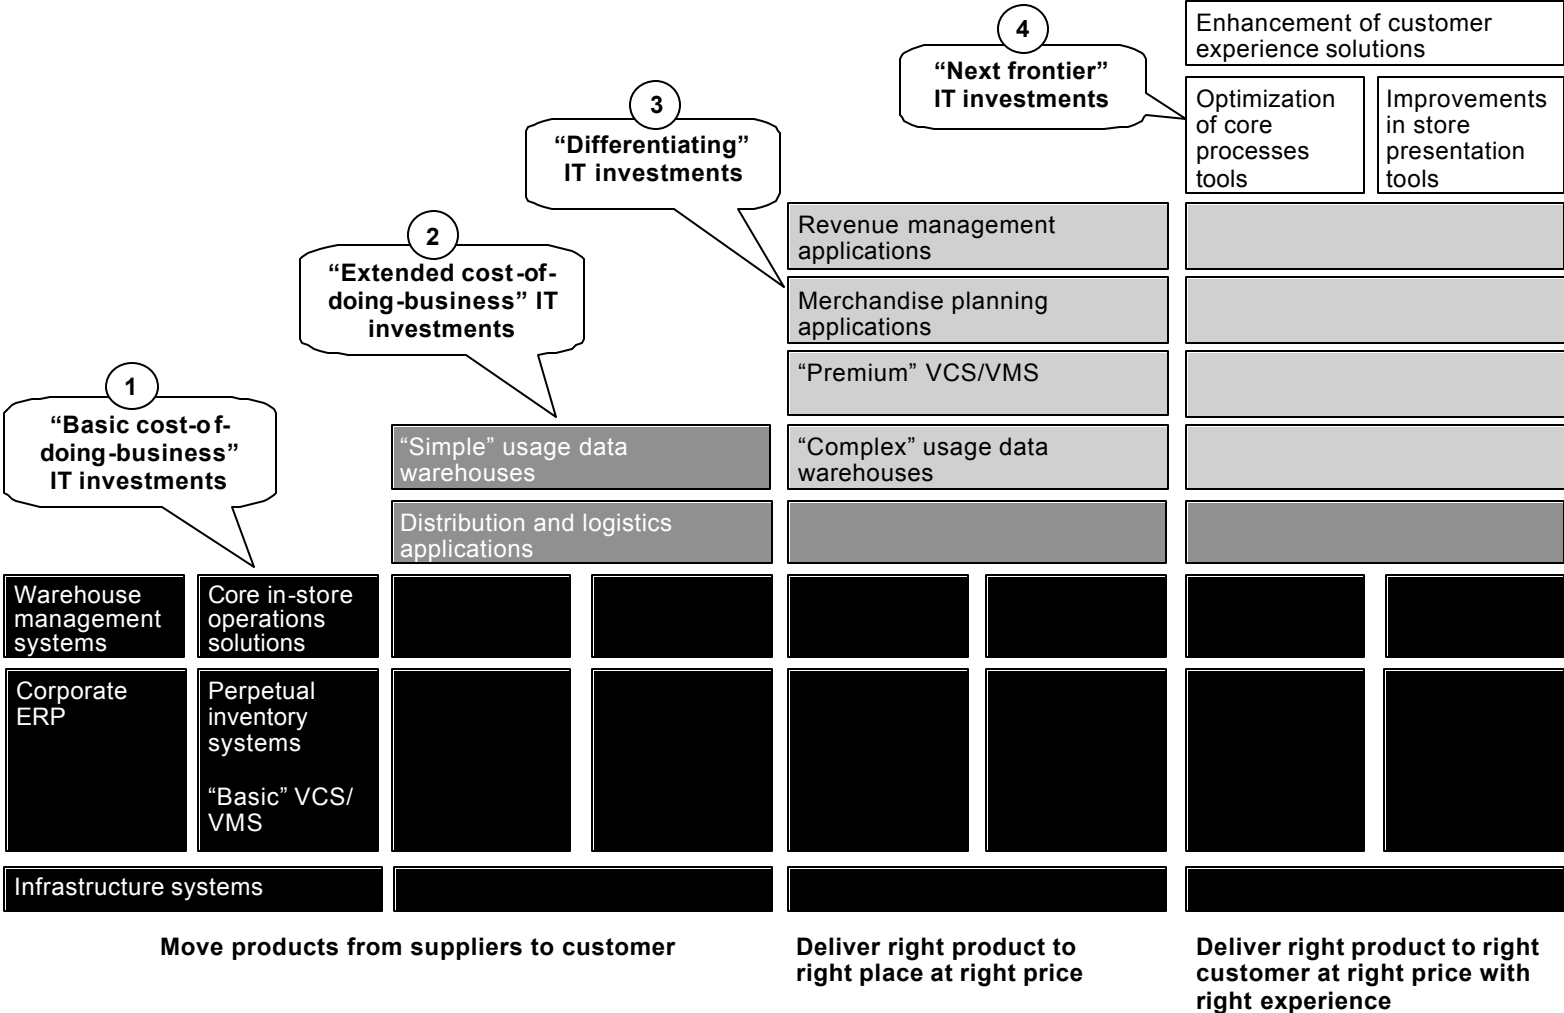 4
“Next frontier”
IT investments
Enhancement of customer
experience solutions
Optimization
of core
processes
tools
Improvements
in store
presentation
tools
3
“Differentiating”
IT investments
Revenue management
applications
Merchandise planning
applications
“Premium” VCS/VMS
“Complex” usage data
warehouses
2
“Extended cost-of-
doing-business” IT
investments
“Simple” usage data
warehouses
Distribution and logistics
applications
1
“Basic cost-of-
doing-business”
IT investments
Warehouse
management
systems
Core in-store
operations
solutions
Corporate
ERP
Perpetual
inventory
systems
“Basic” VCS/
VMS
Infrastructure systems
Move products from suppliers to customer
Deliver right product to
right place at right price
Deliver right product to right
customer at right price with
right experience